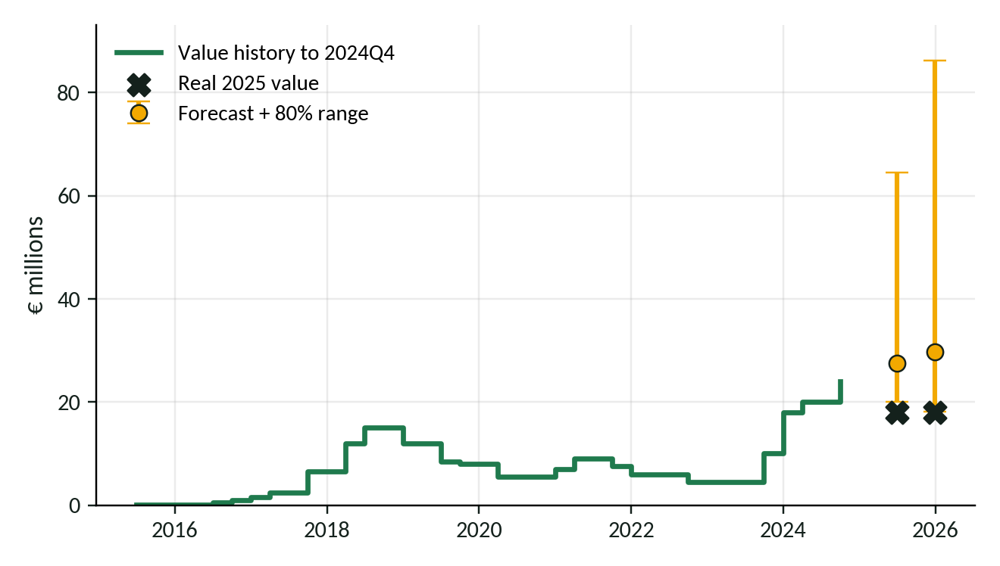 Value history to 2024Q4
Real 2025 value
Forecast + 80% range
€ millions
80
60
40
20
0
2016 2018 2020 2022 2024 2026